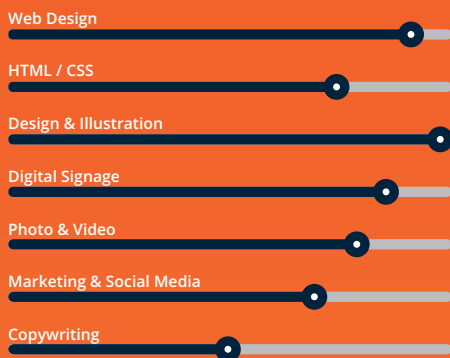 Web Design
HTML / CSS
Design & Illustration
Digital Signage
Photo & Video
Marketing & Social Media
Copywriting